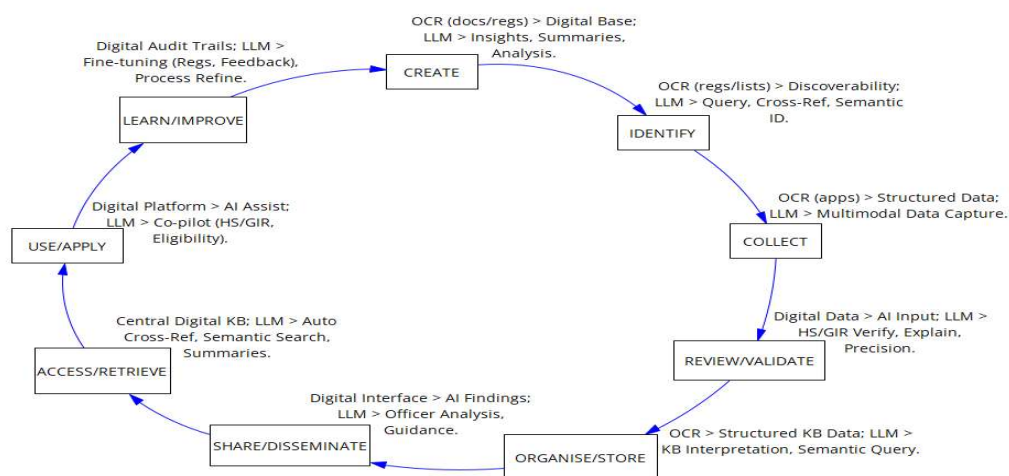 OCR (docs/regs) > Digital Base;
LLM > Insights, Summaries,
Analysis.
CREATE
OCR (regs/lists) > Discoverability;
LLM > Query, Cross-Ref, Semantic
ID.
IDENTIFY
OCR (apps) > Structured Data;
LLM > Multimodal Data Capture.
COLLECT
Digital Data > AI Input; LLM >
HS/GIR Verify, Explain,
Precision.
REVIEW/VALIDATE
OCR > Structured KB Data; LLM >
KB Interpretation, Semantic Query.
ORGANISE/STORE
Digital Interface > AI Findings;
LLM > Officer Analysis,
Guidance.
SHARE/DISSEMINATE
Central Digital KB; LLM > Auto
Cross-Ref, Semantic Search,
Summaries.
ACCESS/RETRIEVE
Digital Platform > AI Assist;
LLM > Co-pilot (HS/GIR,
Eligibility).
USE/APPLY
Digital Audit Trails; LLM >
Fine-tuning (Regs, Feedback),
Process Refine.
LEARN/IMPROVE